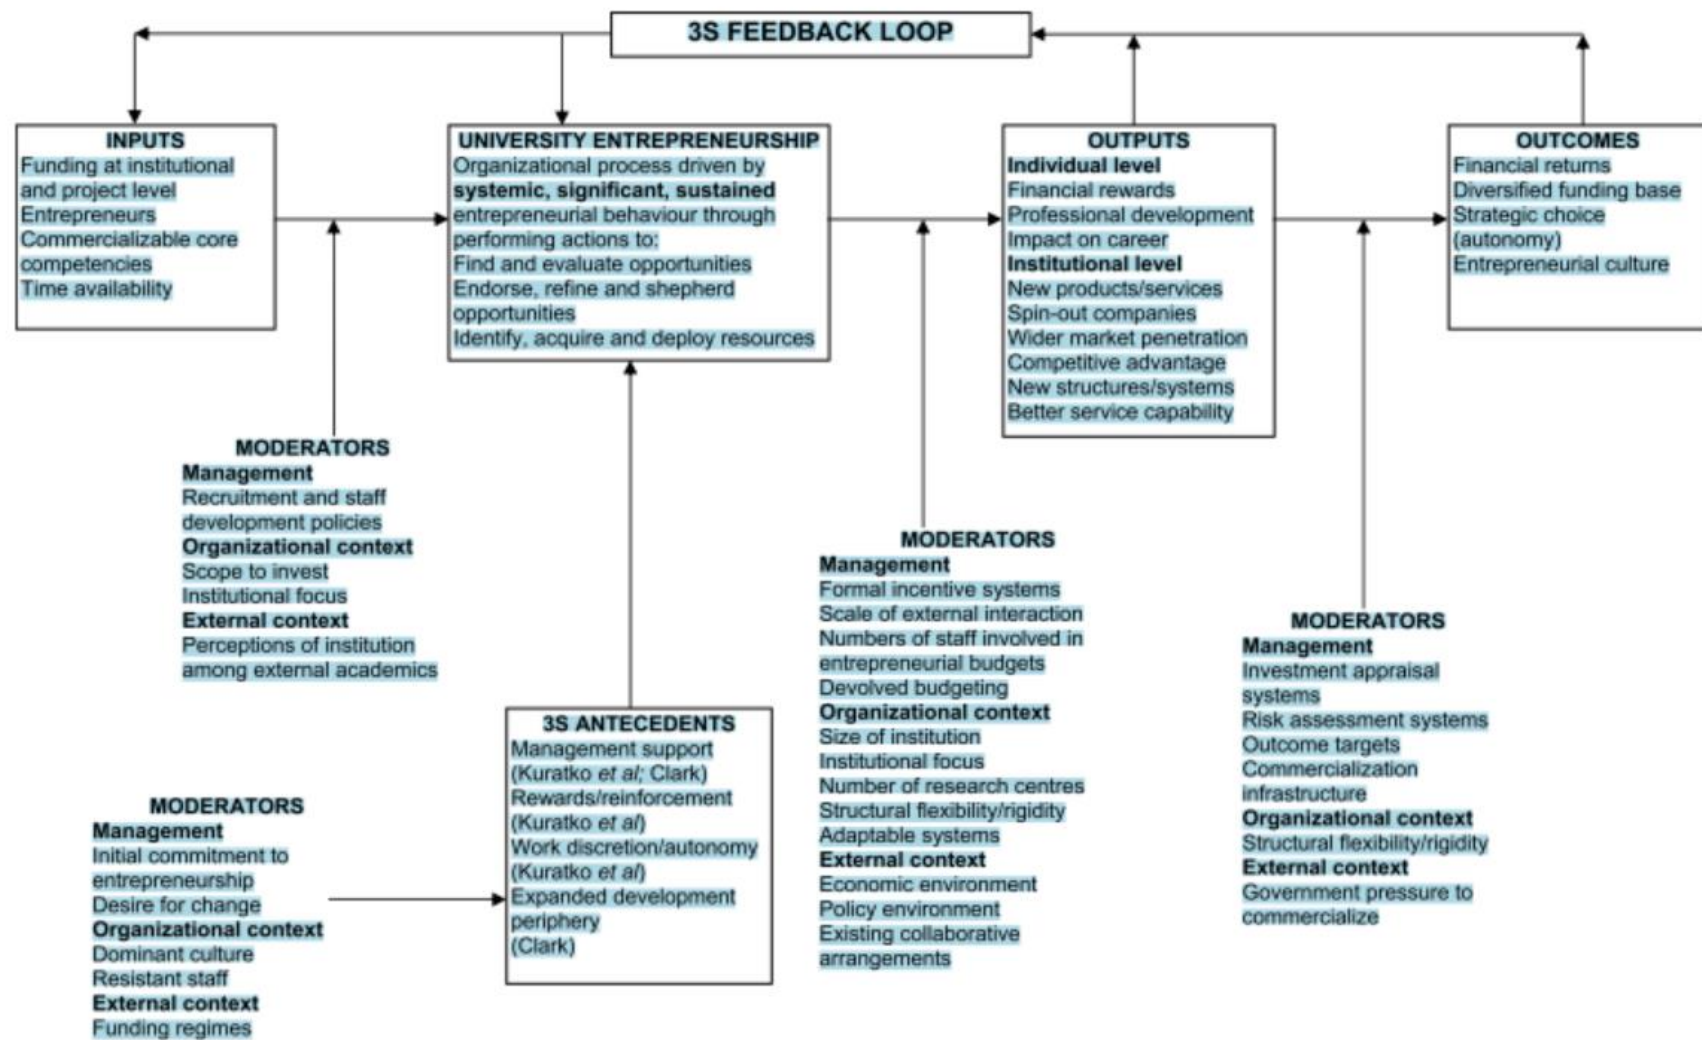 3S FEEDBACK LOOP
INPUTS
Funding at institutional
and project level
Entrepreneurs
Commercializable core
competencies
Time availability
UNIVERSITY ENTREPRENEURSHIP
Organizational process driven by
systemic, significant, sustained
entrepreneurial behaviour through
performing actions to:
Find and evaluate opportunities
Endorse, refine and shepherd
opportunities
Identify, acquire and deploy resources
OUTPUTS
Individual level
Financial rewards
Professional development
Impact on career
Institutional level
New products/services
Spin-out companies
Wider market penetration
Competitive advantage
New structures/systems
Better service capability
OUTCOMES
Financial returns
Diversified funding base
Strategic choice
(autonomy)
Entrepreneurial culture
MODERATORS
Management
Recruitment and staff
development policies
Organizational context
Scope to invest
Institutional focus
External context
Perceptions of institution
among external academics
MODERATORS
Management
Initial commitment to
entrepreneurship
Desire for change
Organizational context
Dominant culture
Resistant staff
External context
Funding regimes
3S ANTECEDENTS
Management support
(Kuratko et al; Clark)
Rewards/reinforcement
(Kuratko et al)
Work discretion/autonomy
(Kuratko et al)
Expanded development
periphery
(Clark)
MODERATORS
Management
Formal incentive systems
Scale of external interaction
Numbers of staff involved in
entrepreneurial budgets
Devolved budgeting
Organizational context
Size of institution
Institutional focus
Number of research centres
Structural flexibility/rigidity
Adaptable systems
External context
Economic environment
Policy environment
Existing collaborative
arrangements
MODERATORS
Management
Investment appraisal
systems
Risk assessment systems
Outcome targets
Commercialization
infrastructure
Organizational context
Structural flexibility/rigidity
External context
Government pressure to
commercialize